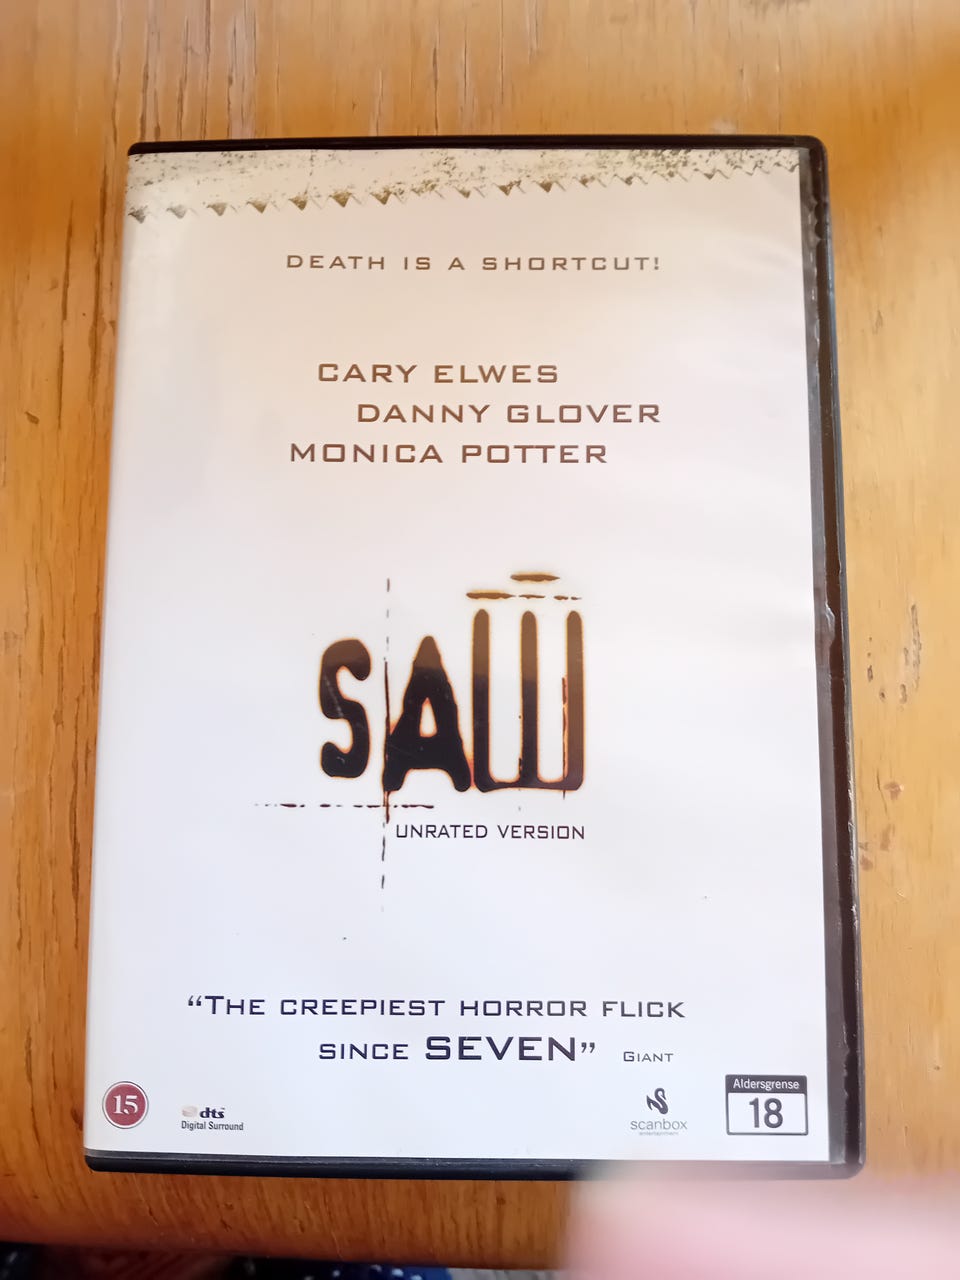 DEATH IS A SHORTCUT!
CARY ELWES
DANNY GLOVER
MONICA POTTER
SAW
UNRATED VERSION
“THE CREEPIEST HORROR FLICK
SINCE SEVEN” GIANT
15
dts
Digital Surround
scanbox
entertainment
Aldersgrense
18